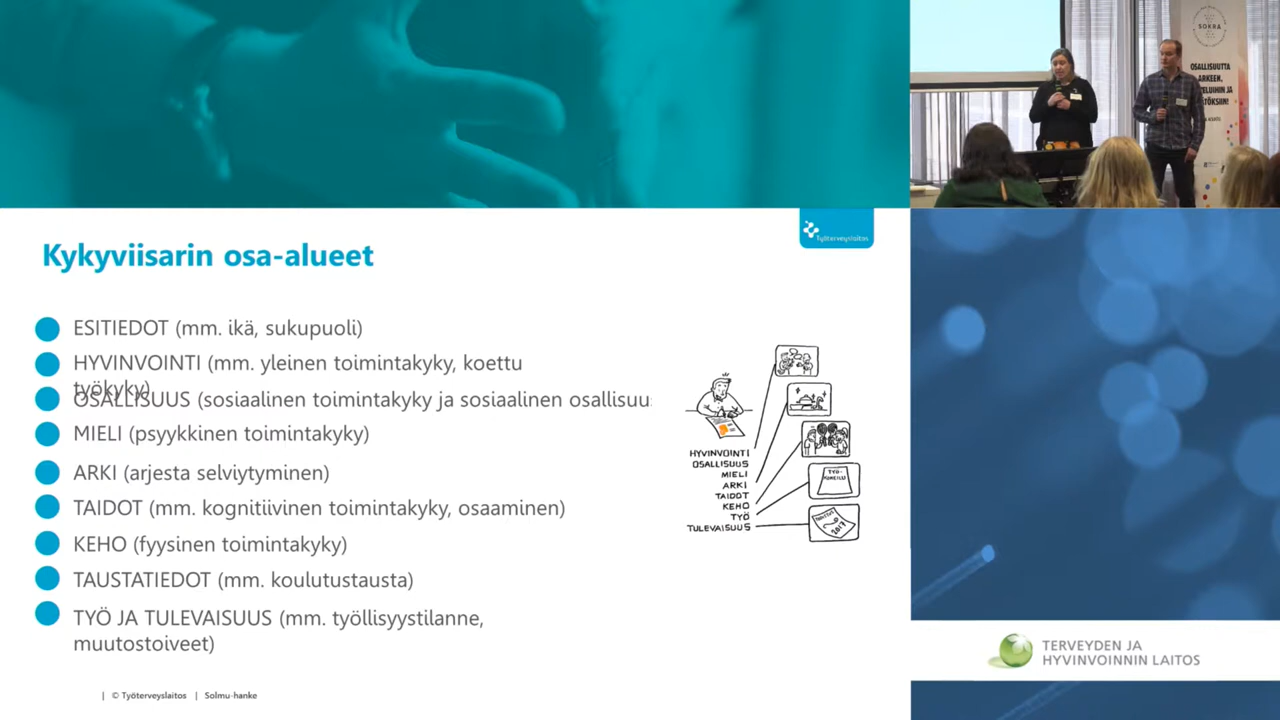 SOKRA
OSALLISUUTTA
ARKEEN,
Työterveyslaitos
Kykyviisarin osa-alueet
ESITIEDOT (mm. ikä, sukupuoli)
HYVINVOINTI (mm. yleinen toimintakyky, koettu
työkyky)
OSALLISUUS (sosiaalinen toimintakyky ja sosiaalinen osallisuu
MIELI (psyykkinen toimintakyky)
ARKI (arjesta selviytyminen)
TAIDOT (mm. kognitiivinen toimintakyky, osaaminen)
KEHO (fyysinen toimintakyky)
TAUSTATIEDOT (mm. koulutustausta)
TYÖ JA TULEVAISUUS (mm. työllisyystilanne,
muutostoiveet)
HYVINVOINTI
OSALLISUUS
MIELI
ARKI
TAIDOT
KEHO
TYÖ
TULEVAISUUS
2017
| © Työterveyslaitos | Solmu-hanke
TERVEYDEN JA
HYVINVOINNIN LAITOS